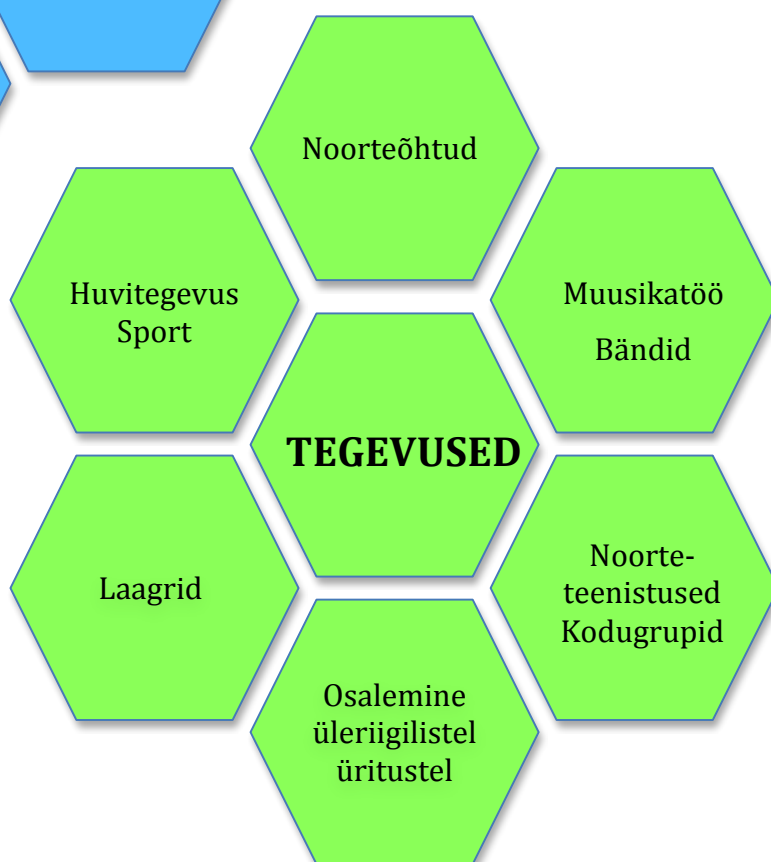 Noorteõhtud
Huvitegevus
Sport
Muusikatöö
Bändid
TEGEVUSED
Laagrid
Noorte-
teenistused
Kodugrupid
Osalemine
üleriigilistel
üritustel